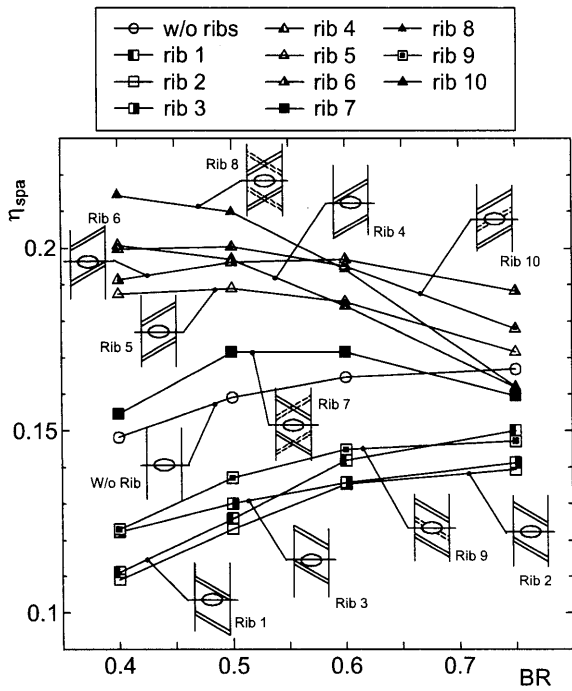 w/o ribs rib 4 rib 8
rib 1 rib 5 rib 9
rib 2 rib 6 rib 10
rib 3 rib 7
ηspa
Rib 8
Rib 6
Rib 4
0.2
Rib 10
Rib 5
Rib 7
0.15
W/o Rib
Rib 9
Rib 2
Rib 3
Rib 1
0.1
0.4 0.5 0.6 0.7 BR